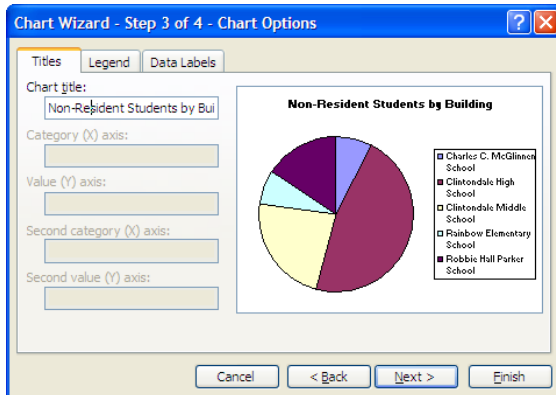 Chart Wizard - Step 3 of 4 - Chart Options
Titles
Legend
Data Labels
Chart title:
Non-Resident Students by Bui
Category (X) axis:
Value (Y) axis:
Second category (X) axis:
Second value (Y) axis:
Non-Resident Students by Building
Charles C. McGlinnen
School
Clintondale High
School
Clintondale Middle
School
Rainbow Elementary
School
Robbie Hall Parker
School
Cancel
< Back
Next >
Finish